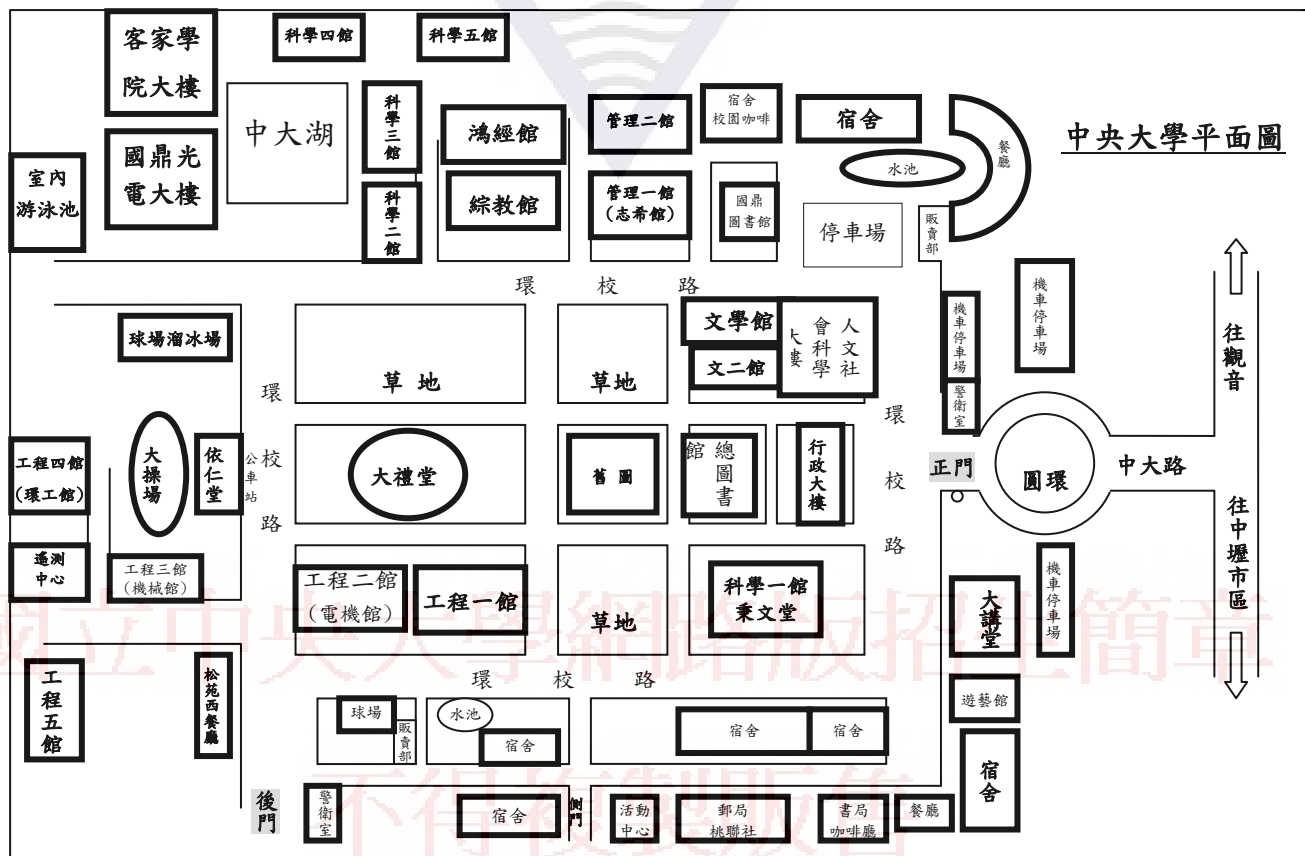 中央大學平面圖
客家學
院大樓
科學四館
科學五館
中大湖
科學三館
鴻經館
管理二館
宿舍
校園咖啡
宿舍
餐廳
水池
室內
游泳池
國鼎光
電大樓
科學二館
綜教館
管理一館
(志希館)
國鼎
圖書館
停車場
販賣部
環校路
球場溜冰場
草地
草地
文學館
文二館
人文社
會科學
大樓
機車停車場
機車停車場
往觀音
警衛室
環校路
環校路
工程四館
(環工館)
大操場
依仁堂
公車站
大禮堂
舊圖
總圖書
館
行政大樓
正門
圓環
中大路
往中壢市區
遙測
中心
工程三館
(機械館)
工程二館
(電機館)
工程一館
草地
科學一館
秉文堂
大講堂
機車停車場
國立中央大學網路版招生簡章
工程五館
松苑西餐廳
環校路
球場
販賣部
水池
宿舍
宿舍
宿舍
遊藝館
宿舍
不得複製販售
後門
警衛室
宿舍
側門
活動
中心
郵局
桃聯社
書局
咖啡廳
餐廳